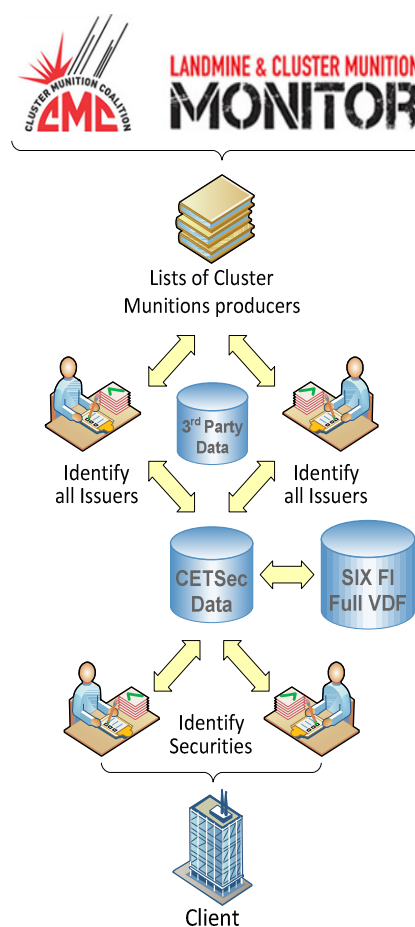 CLUSTER MUNITION COALITION
CMC
LANDMINE & CLUSTER MUNITION
MONITOR
Lists of Cluster
Munitions producers
3rd Party
Data
Identify
all Issuers
Identify
all Issuers
CETSec
Data
SIX FI
Full VDF
Identify
Securities
Client